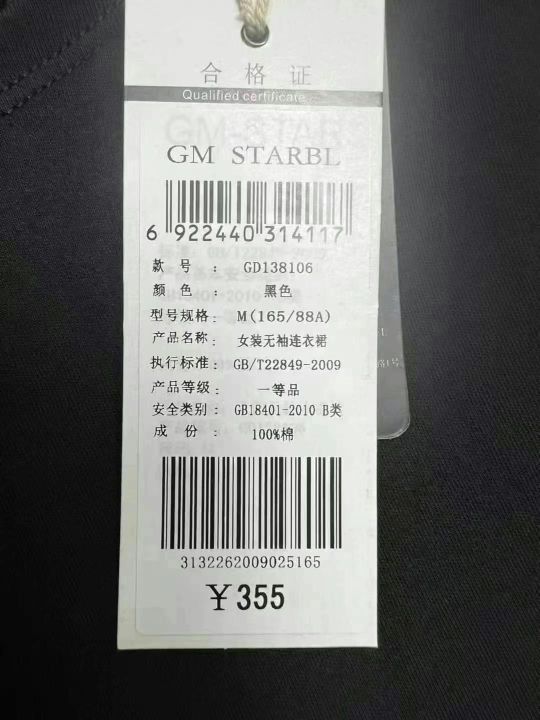 合格证
Qualified certificate
GM STARBL
6 922440 314117
款 号 : GD138106
颜 色 : 黑色
型号规格: M(165/88A)
产品名称: 女装无袖连衣裙
执行标准: GB/T22849-2009
产品等级: 一等品
安全类别: GB18401-2010 B类
成 份 : 100%棉
3132262009025165
￥355